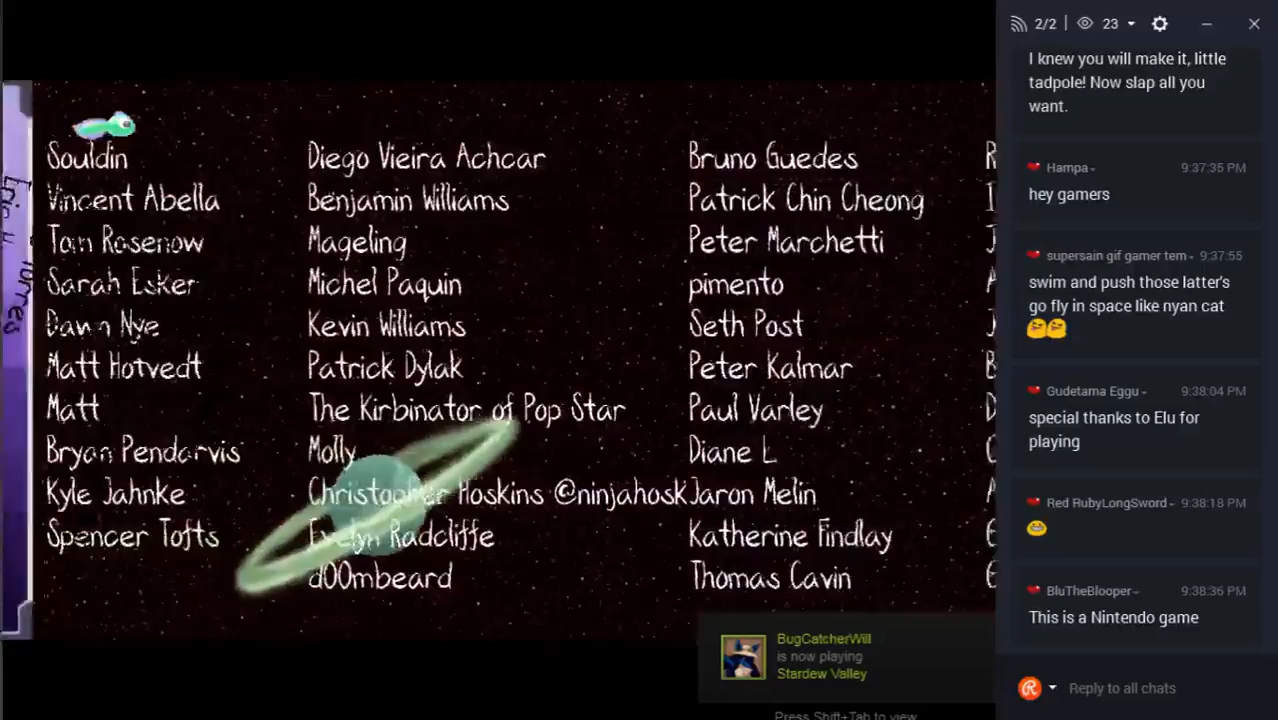 Souldin
Vincent Abella
Tom Rosenow
Sarah Esker
Dawn Nye
Matt Hotvedt
Matt
Bryan Pendarvis
Kyle Jahnke
Spencer Tofts
Diego Vieira Achcar
Benjamin Williams
Mageling
Michel Paquin
Kevin Williams
Patrick Dylak
The Kirbinator of Pop Star
Molly
Christopher Hoskins @ninjahosk
Evelyn Radcliffe
d00mbeard
Bruno Guedes
Patrick Chin Cheong
Peter Marchetti
pimento
Seth Post
Peter Kalmar
Paul Varley
Diane L
Jaron Melin
Katherine Findlay
Thomas Cavin
BugCatcherWill
is now playing
Stardew Valley
Press Shift+Tab to view
2/2 23
I knew you will make it, little
tadpole! Now slap all you
want.
Hampa 9:37:35 PM
hey gamers
supersain gif gamer tem 9:37:55
swim and push those latter's
go fly in space like nyan cat
Gudetama Eggu 9:38:04 PM
special thanks to Elu for
playing
Red RubyLongSword 9:38:18 PM
BluTheBlooper 9:38:36 PM
This is a Nintendo game
Reply to all chats